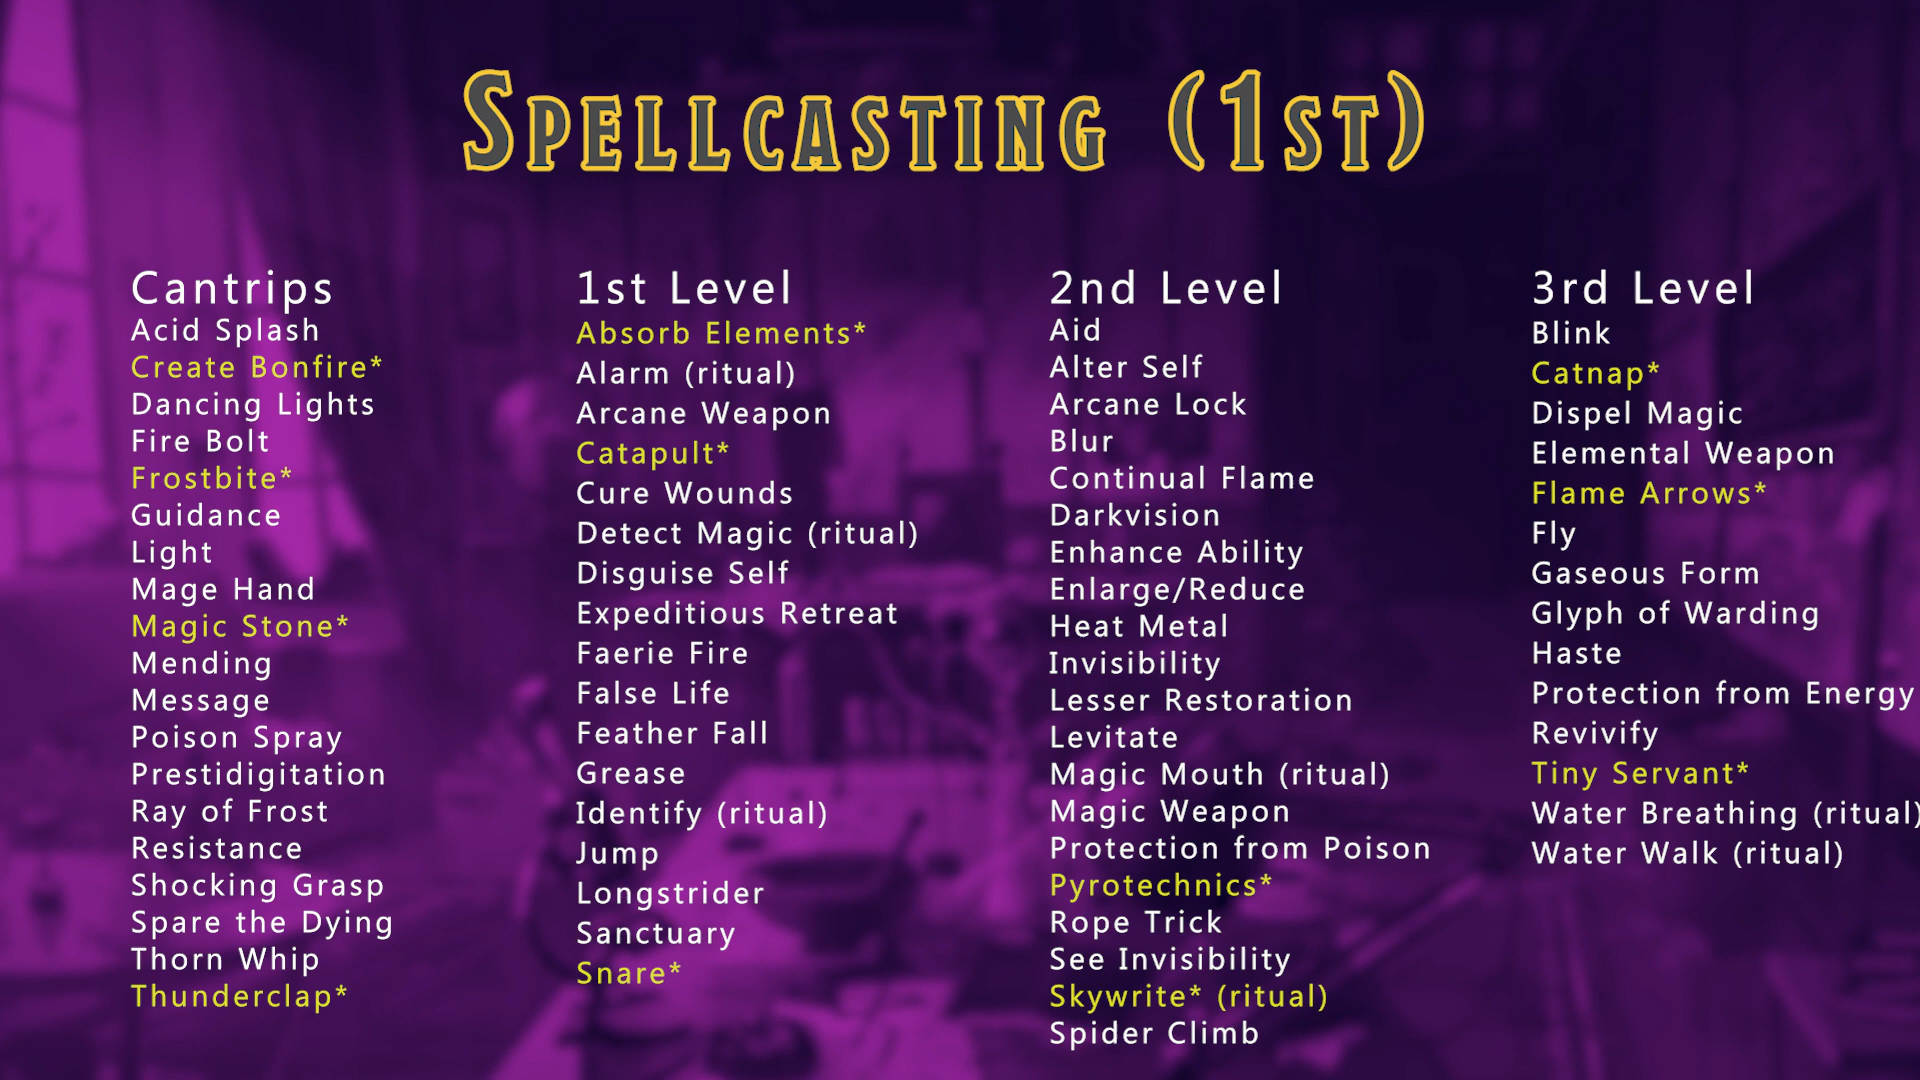 Spellcasting (1st)
Cantrips
Acid Splash
Create Bonfire*
Dancing Lights
Fire Bolt
Frostbite*
Guidance
Light
Mage Hand
Magic Stone*
Mending
Message
Poison Spray
Prestidigitation
Ray of Frost
Resistance
Shocking Grasp
Spare the Dying
Thorn Whip
Thunderclap*
1st Level
Absorb Elements*
Alarm (ritual)
Arcane Weapon
Catapult*
Cure Wounds
Detect Magic (ritual)
Disguise Self
Expeditious Retreat
Faerie Fire
False Life
Feather Fall
Grease
Identify (ritual)
Jump
Longstrider
Sanctuary
Snare*
2nd Level
Aid
Alter Self
Arcane Lock
Blur
Continual Flame
Darkvision
Enhance Ability
Enlarge/Reduce
Heat Metal
Invisibility
Lesser Restoration
Levitate
Magic Mouth (ritual)
Magic Weapon
Protection from Poison
Pyrotechnics*
Rope Trick
See Invisibility
Skywrite* (ritual)
Spider Climb
3rd Level
Blink
Catnap*
Dispel Magic
Elemental Weapon
Flame Arrows*
Fly
Gaseous Form
Glyph of Warding
Haste
Protection from Energy
Revivify
Tiny Servant*
Water Breathing (ritual)
Water Walk (ritual)